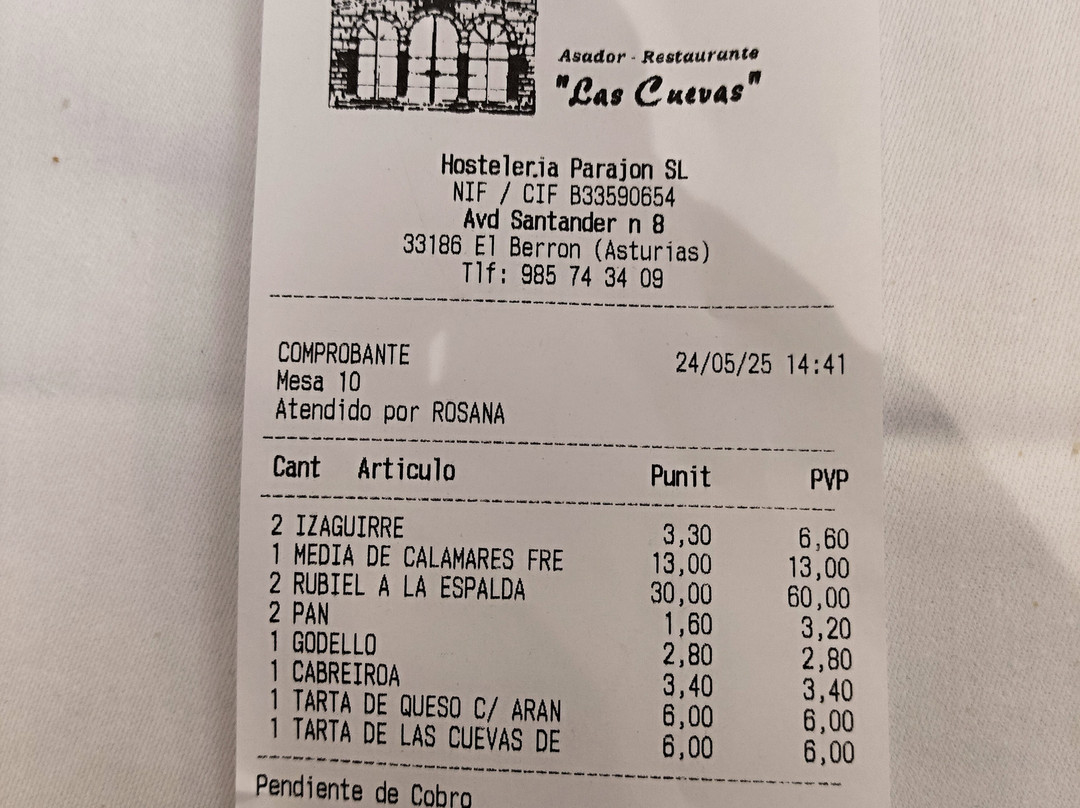 Asador - Restaurante
"Las Cuevas"
Hosteleria Parajon SL
NIF / CIF B33590654
Avd Santander n 8
33186 El Berron (Asturias)
Tlf: 985 74 34 09
COMPROBANTE 24/05/25 14:41
Mesa 10
Atendido por ROSANA
Cant Articulo Punit PVP
2 IZAGUIRRE 3,30 6,60
1 MEDIA DE CALAMARES FRE 13,00 13,00
2 RUBIEL A LA ESPALDA 30,00 60,00
2 PAN 1,60 3,20
1 GODELLO 2,80 2,80
1 CABREIROA 3,40 3,40
1 TARTA DE QUESO C/ ARAN 6,00 6,00
1 TARTA DE LAS CUEVAS DE 6,00 6,00
Pendiente de Cobro